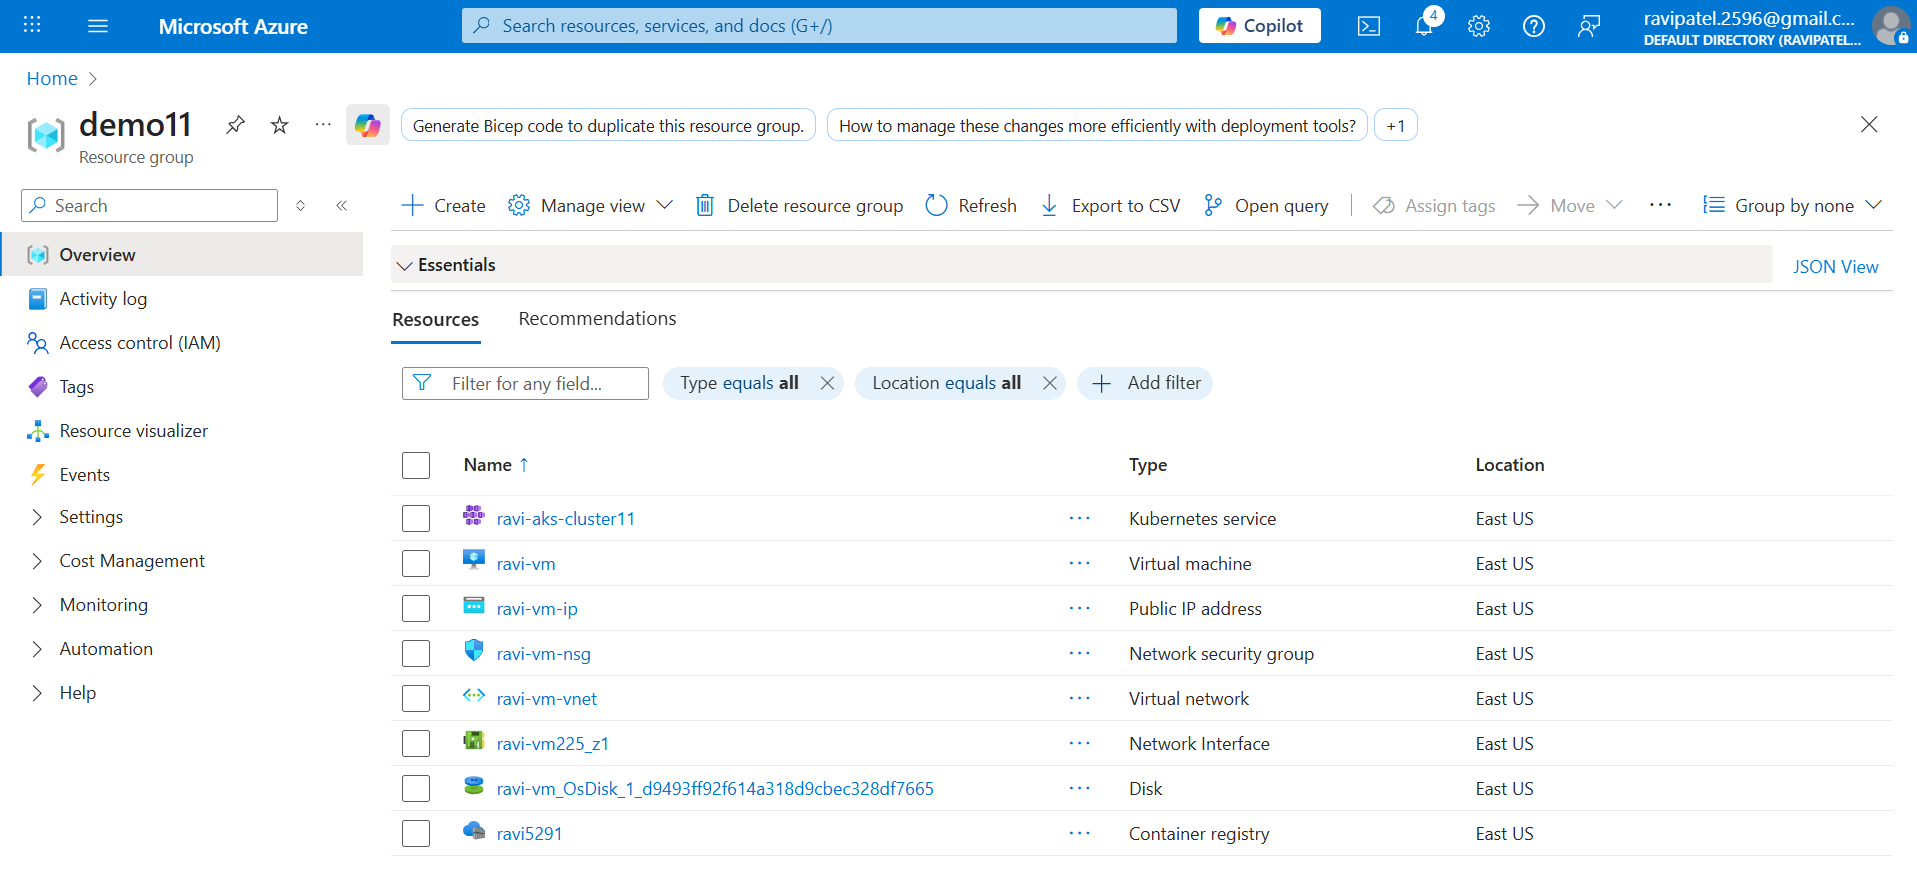 Microsoft Azure
Search resources, services, and docs (G+/)
Copilot
4
ravipatel.2596@gmail.c...
DEFAULT DIRECTORY (RAVIPATEL...
Home
demo11
Resource group
Generate Bicep code to duplicate this resource group.
How to manage these changes more efficiently with deployment tools?
+1
Search
Overview
Activity log
Access control (IAM)
Tags
Resource visualizer
Events
Settings
Cost Management
Monitoring
Automation
Help
Create Manage view Delete resource group Refresh Export to CSV Open query Assign tags Move ... Group by none
Essentials
JSON View
Resources Recommendations
Filter for any field... Type equals all Location equals all Add filter
Name ↑ Type Location
ravi-aks-cluster11 ... Kubernetes service East US
ravi-vm ... Virtual machine East US
ravi-vm-ip ... Public IP address East US
ravi-vm-nsg ... Network security group East US
ravi-vm-vnet ... Virtual network East US
ravi-vm225_z1 ... Network Interface East US
ravi-vm_OsDisk_1_d9493ff92f614a318d9cbec328df7665 ... Disk East US
ravi5291 ... Container registry East US